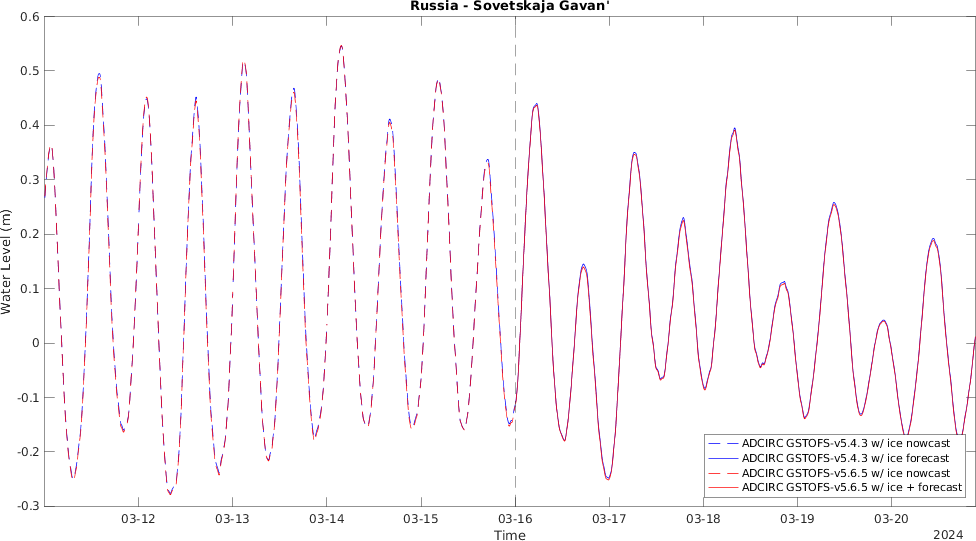 Russia - Sovetskaja Gavan'
0.6
0.5
0.4
0.3
0.2
0.1
0
-0.1
-0.2
-0.3
Water Level (m)
ADCIRC GSTOFS-v5.4.3 w/ ice nowcast
ADCIRC GSTOFS-v5.4.3 w/ ice forecast
ADCIRC GSTOFS-v5.6.5 w/ ice nowcast
ADCIRC GSTOFS-v5.6.5 w/ ice + forecast
03-12 03-13 03-14 03-15 03-16 03-17 03-18 03-19 03-20
Time
2024